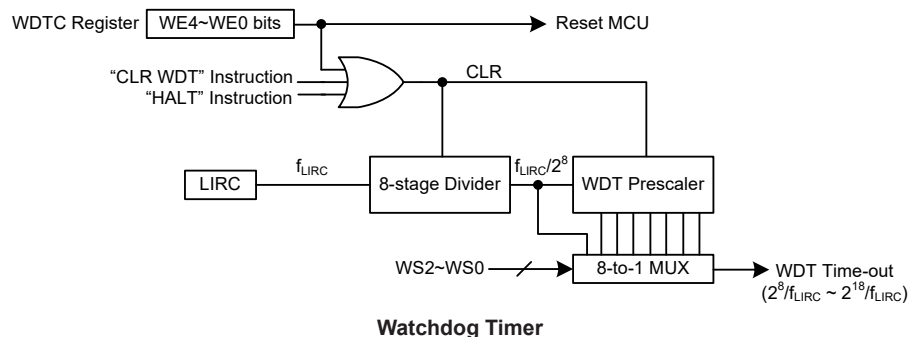 WDTC Register
WE4~WE0 bits
Reset MCU
“CLR WDT” Instruction
“HALT” Instruction
CLR
LIRC
fLIRC
8-stage Divider
fLIRC/2⁸
WDT Prescaler
WS2~WS0
8-to-1 MUX
WDT Time-out
(2⁸/fLIRC ~ 2¹⁸/fLIRC)
Watchdog Timer